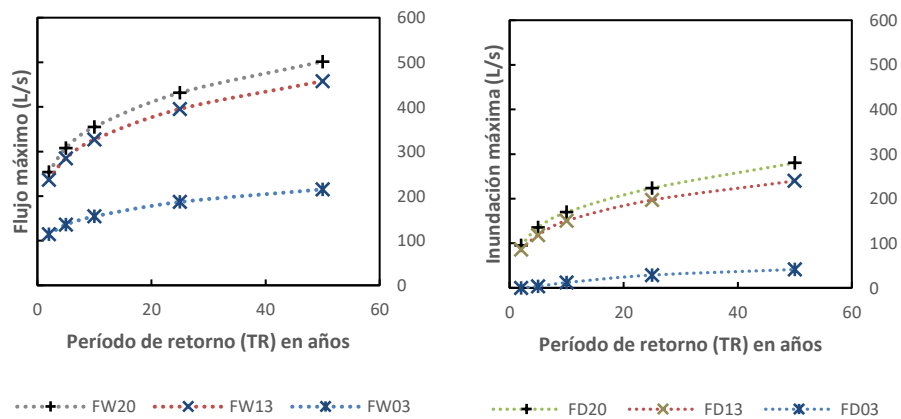 600
500
400
300
200
100
0
Flujo máximo (L/s)
0 20 40 60
Período de retorno (TR) en años
FW20 FW13 FW03
600
500
400
300
200
100
0
Inundación máxima (L/s)
0 20 40 60
Período de retorno (TR) en años
FD20 FD13 FD03